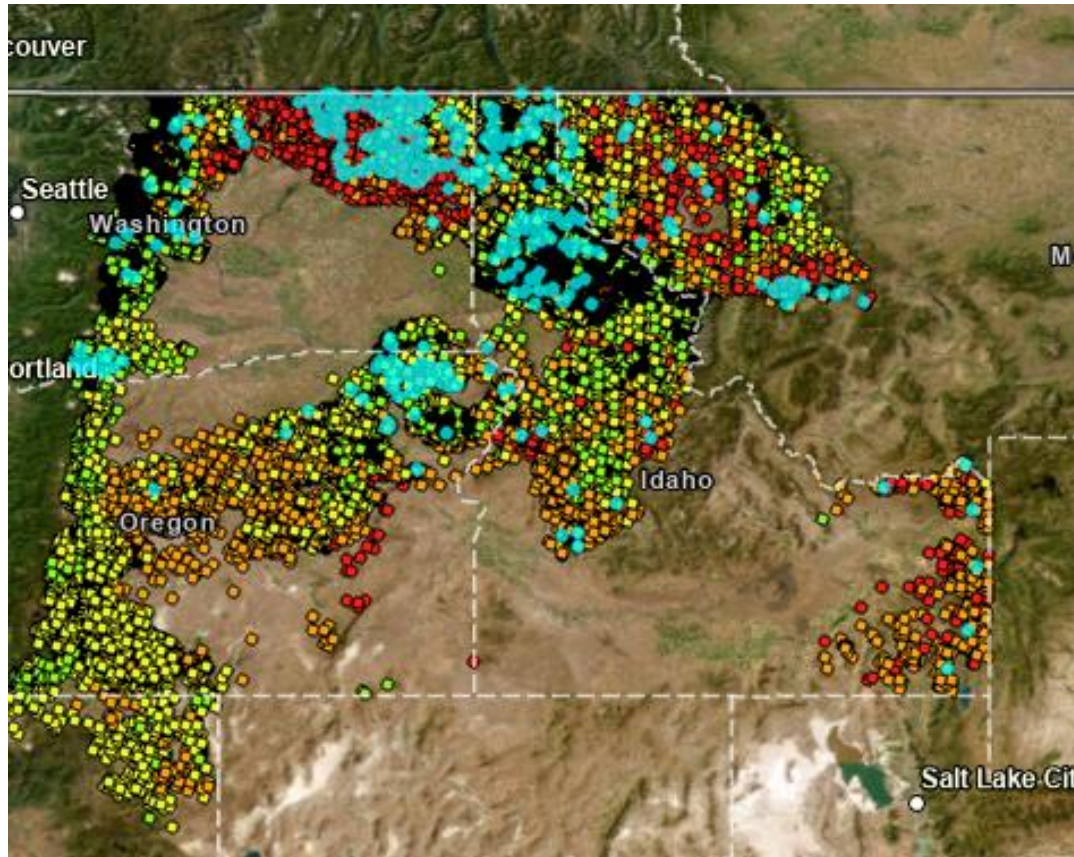 couver
Seattle
Washington
M
ortland
Idaho
Oregon
Salt Lake Cit